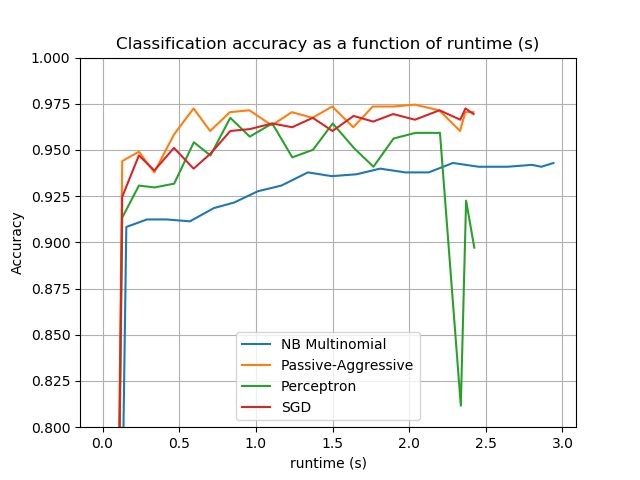 Classification accuracy as a function of runtime (s)
1.000
0.975
0.950
0.925
0.900
0.875
0.850
0.825
0.800
Accuracy
NB Multinomial
Passive-Aggressive
Perceptron
SGD
0.0 0.5 1.0 1.5 2.0 2.5 3.0
runtime (s)